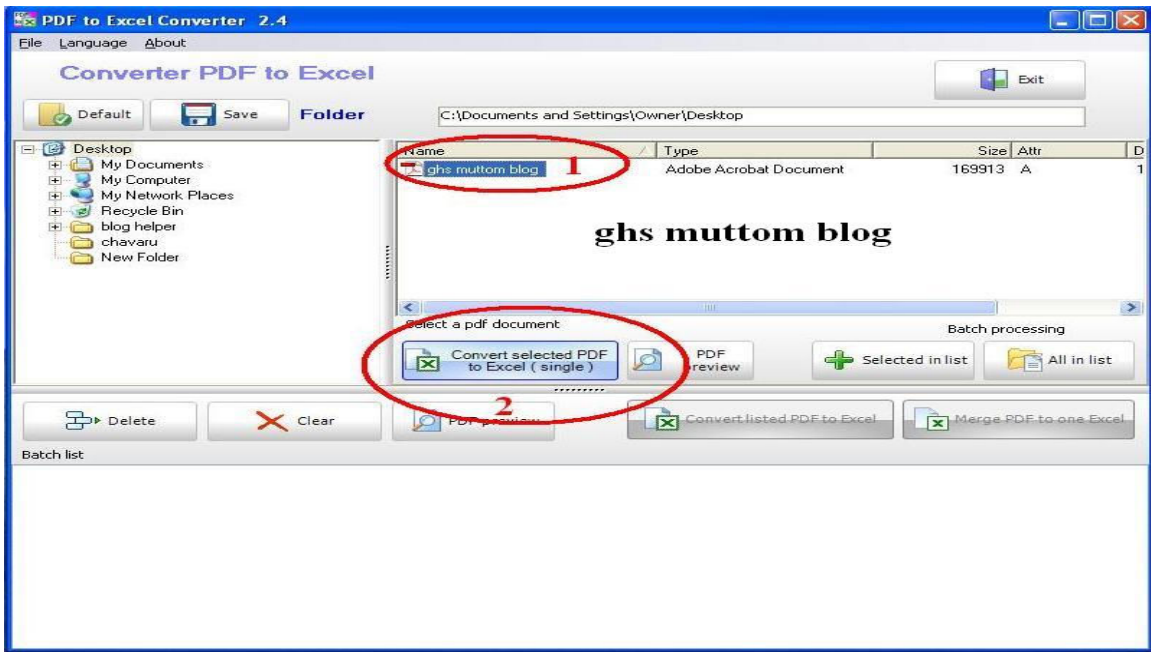 PDF to Excel Converter 2.4
File Language About
Converter PDF to Excel
Exit
Default Save Folder C:\Documents and Settings\Owner\Desktop
Desktop
My Documents
My Computer
My Network Places
Recycle Bin
blog helper
chavaru
New Folder
Name Type Size Attr D
ghs muttom blog 1 Adobe Acrobat Document 169913 A 1
ghs muttom blog
Select a pdf document
Batch processing
Convert selected PDF
to Excel ( single )
PDF
preview
Selected in list
All in list
2
Delete Clear PDF preview Convert listed PDF to Excel Merge PDF to one Excel
Batch list